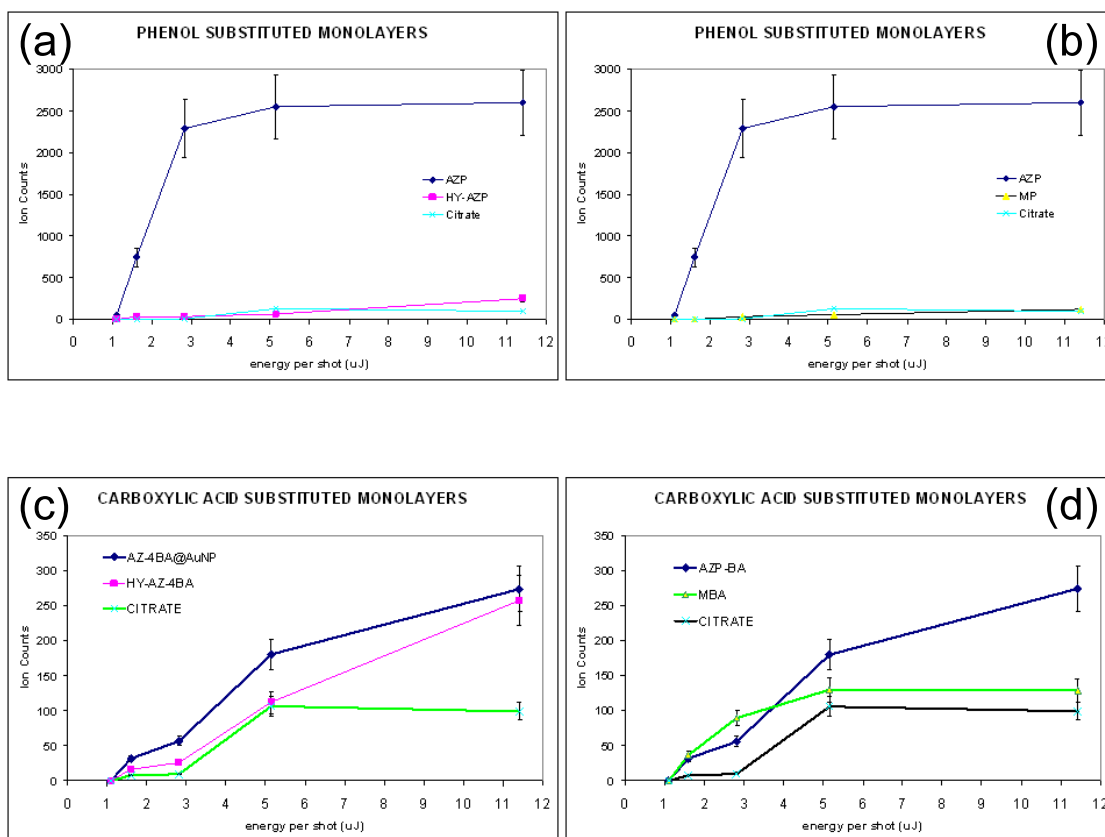 (a)
PHENOL SUBSTITUTED MONOLAYERS
3000
2500
2000
1500
1000
500
0
Ion Counts
AZP
HY-AZP
Citrate
0 1 2 3 4 5 6 7 8 9 10 11 12
energy per shot (uJ)
(b)
PHENOL SUBSTITUTED MONOLAYERS
3000
2500
2000
1500
1000
500
0
Ion Counts
AZP
MP
Citrate
0 1 2 3 4 5 6 7 8 9 10 11 12
energy per shot (uJ)
(c)
CARBOXYLIC ACID SUBSTITUTED MONOLAYERS
350
300
250
200
150
100
50
0
Ion Counts
AZ-4BA@AuNP
HY-AZ-4BA
CITRATE
0 1 2 3 4 5 6 7 8 9 10 11 12
energy per shot (uJ)
(d)
CARBOXYLIC ACID SUBSTITUTED MONOLAYERS
350
300
250
200
150
100
50
0
Ion Counts
AZP-BA
MBA
CITRATE
0 1 2 3 4 5 6 7 8 9 10 11 12
energy per shot (uJ)